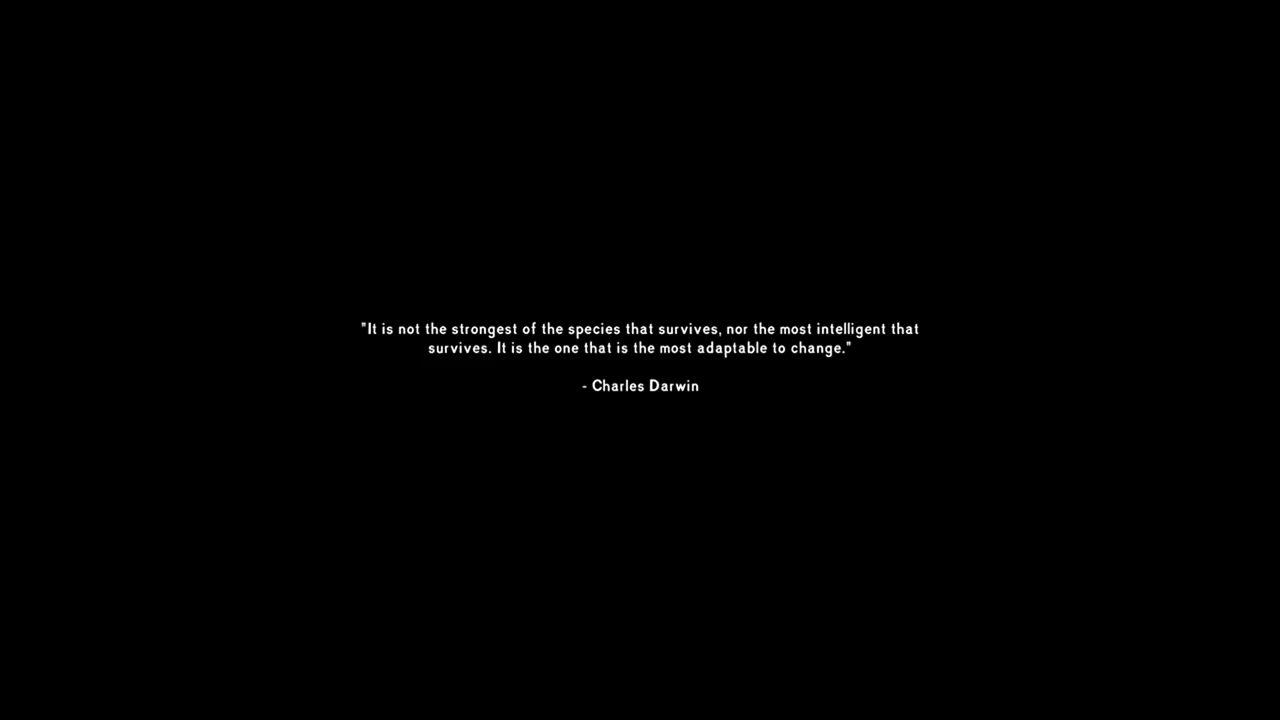 "It is not the strongest of the species that survives, nor the most intelligent that
survives. It is the one that is the most adaptable to change."
- Charles Darwin